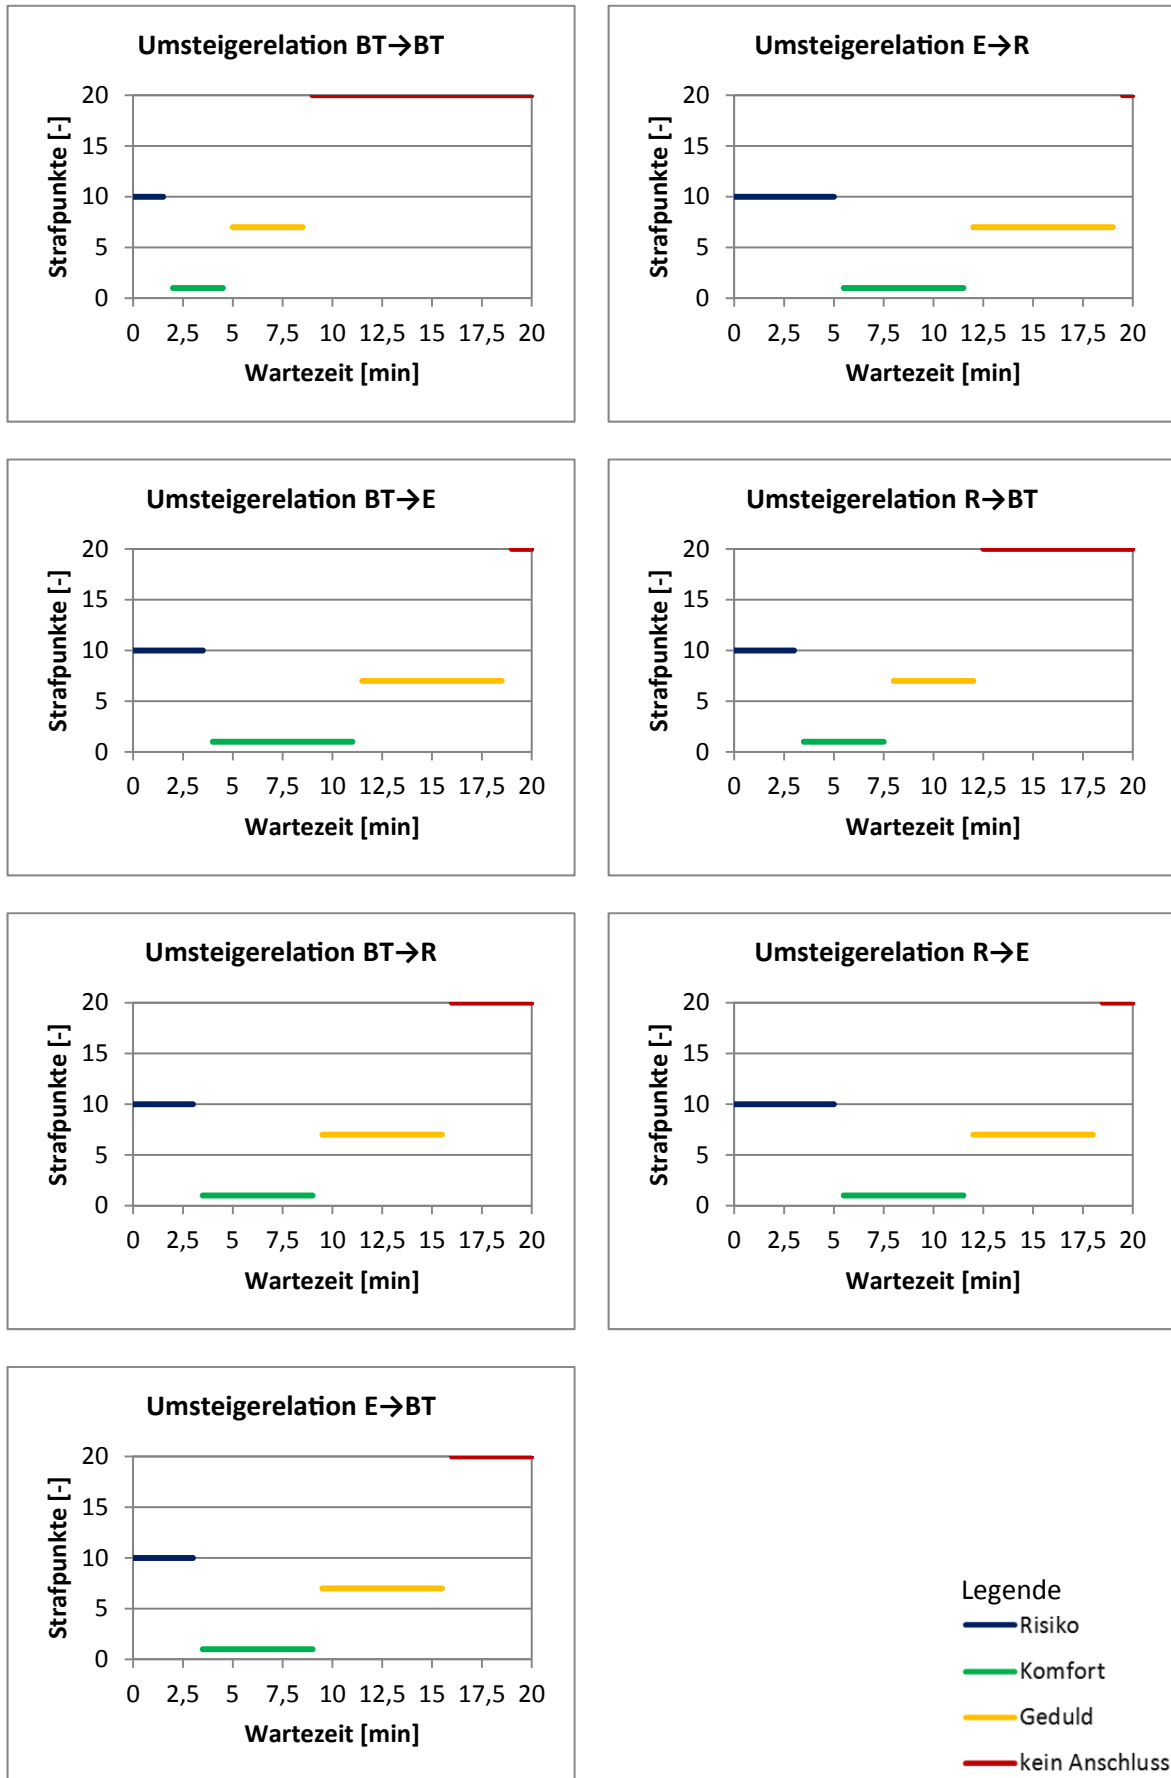 Umsteigerelation BT→BT
Strafpunkte [-]
20
15
10
5
0
0 2,5 5 7,5 10 12,5 15 17,5 20
Wartezeit [min]
Umsteigerelation E→R
Strafpunkte [-]
20
15
10
5
0
0 2,5 5 7,5 10 12,5 15 17,5 20
Wartezeit [min]
Umsteigerelation BT→E
Strafpunkte [-]
20
15
10
5
0
0 2,5 5 7,5 10 12,5 15 17,5 20
Wartezeit [min]
Umsteigerelation R→BT
Strafpunkte [-]
20
15
10
5
0
0 2,5 5 7,5 10 12,5 15 17,5 20
Wartezeit [min]
Umsteigerelation BT→R
Strafpunkte [-]
20
15
10
5
0
0 2,5 5 7,5 10 12,5 15 17,5 20
Wartezeit [min]
Umsteigerelation R→E
Strafpunkte [-]
20
15
10
5
0
0 2,5 5 7,5 10 12,5 15 17,5 20
Wartezeit [min]
Umsteigerelation E→BT
Strafpunkte [-]
20
15
10
5
0
0 2,5 5 7,5 10 12,5 15 17,5 20
Wartezeit [min]
Legende
Risiko
Komfort
Geduld
kein Anschluss